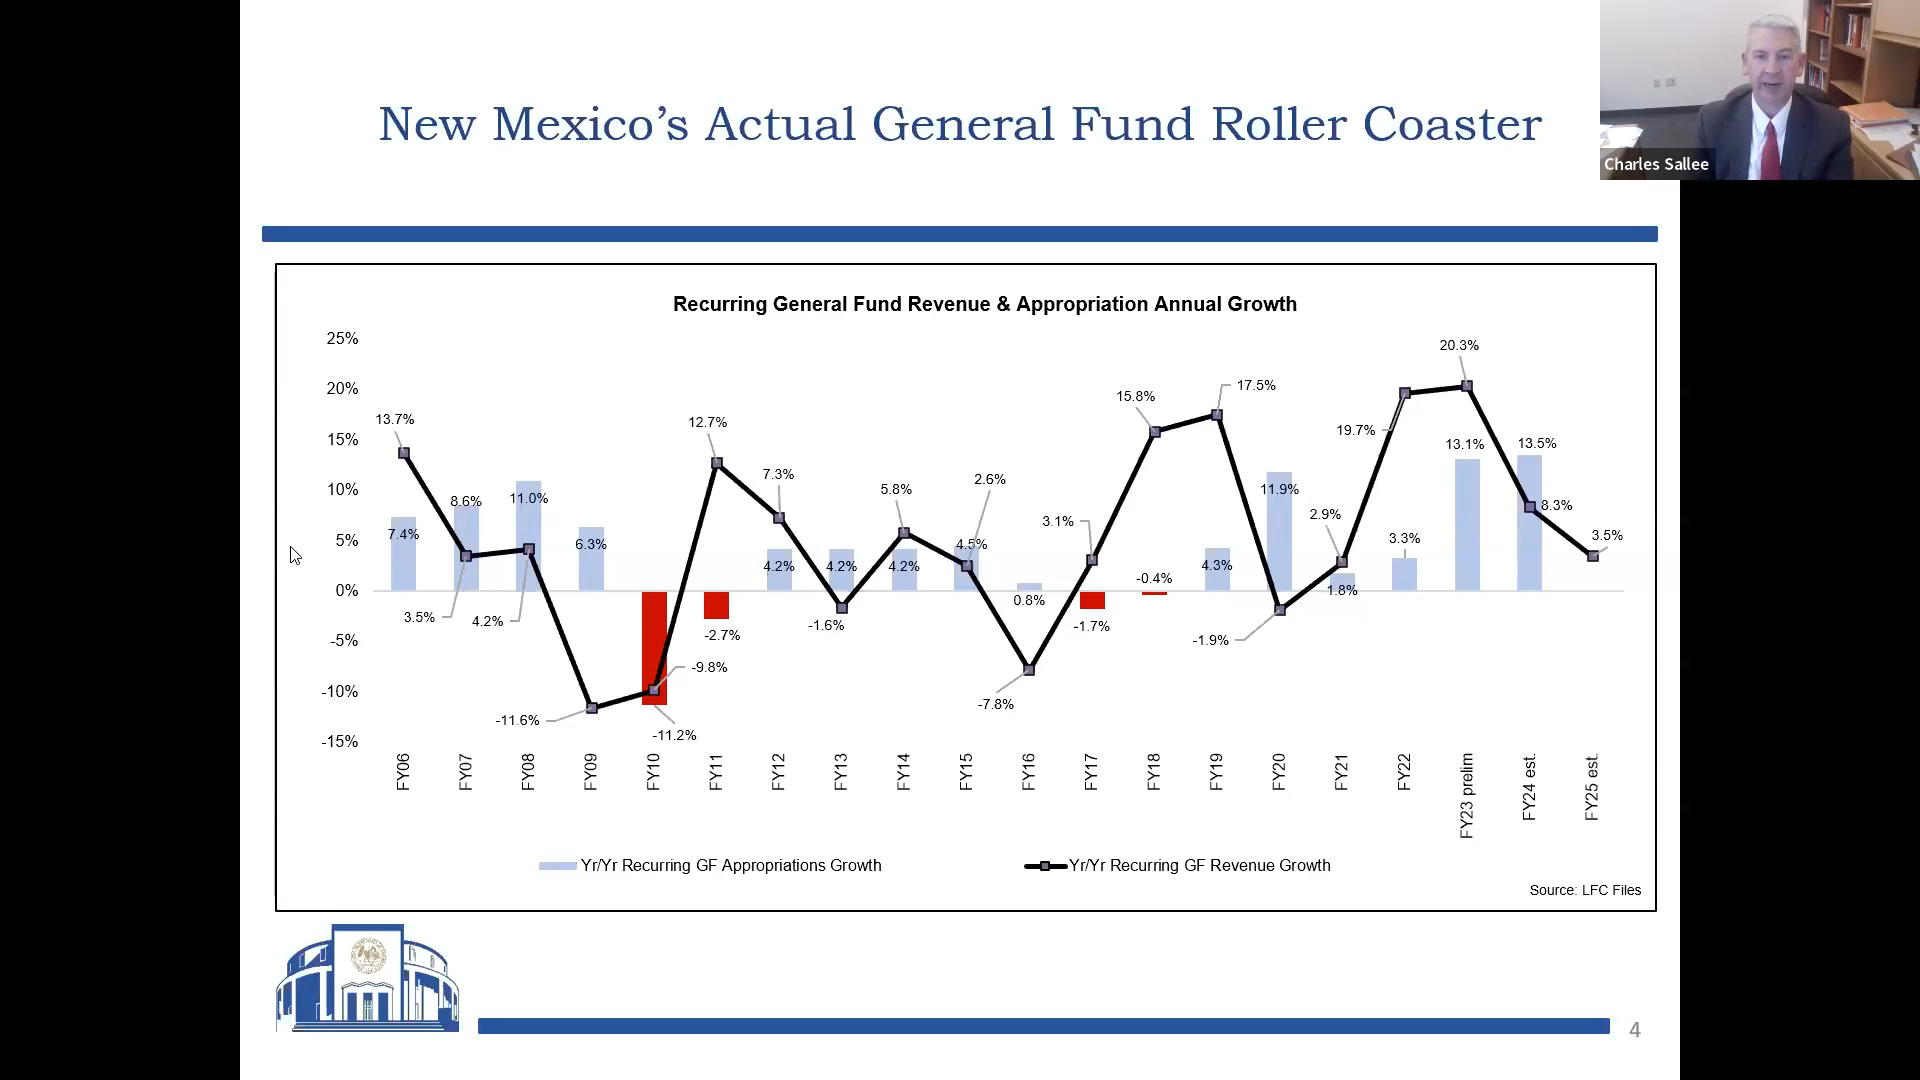 New Mexico’s Actual General Fund Roller Coaster
Charles Sallee
Recurring General Fund Revenue & Appropriation Annual Growth
25%
20%
15%
10%
5%
0%
-5%
-10%
-15%
13.7%
7.4%
8.6%
3.5%
11.0%
4.2%
6.3%
-11.6%
-9.8%
-11.2%
12.7%
-2.7%
7.3%
4.2%
4.2%
-1.6%
5.8%
4.2%
2.6%
4.5%
0.8%
-7.8%
3.1%
-1.7%
15.8%
-0.4%
17.5%
4.3%
11.9%
-1.9%
2.9%
1.8%
19.7%
3.3%
20.3%
13.1%
13.5%
8.3%
3.5%
FY06
FY07
FY08
FY09
FY10
FY11
FY12
FY13
FY14
FY15
FY16
FY17
FY18
FY19
FY20
FY21
FY22
FY23 prelim
FY24 est.
FY25 est.
Yr/Yr Recurring GF Appropriations Growth
Yr/Yr Recurring GF Revenue Growth
Source: LFC Files
4